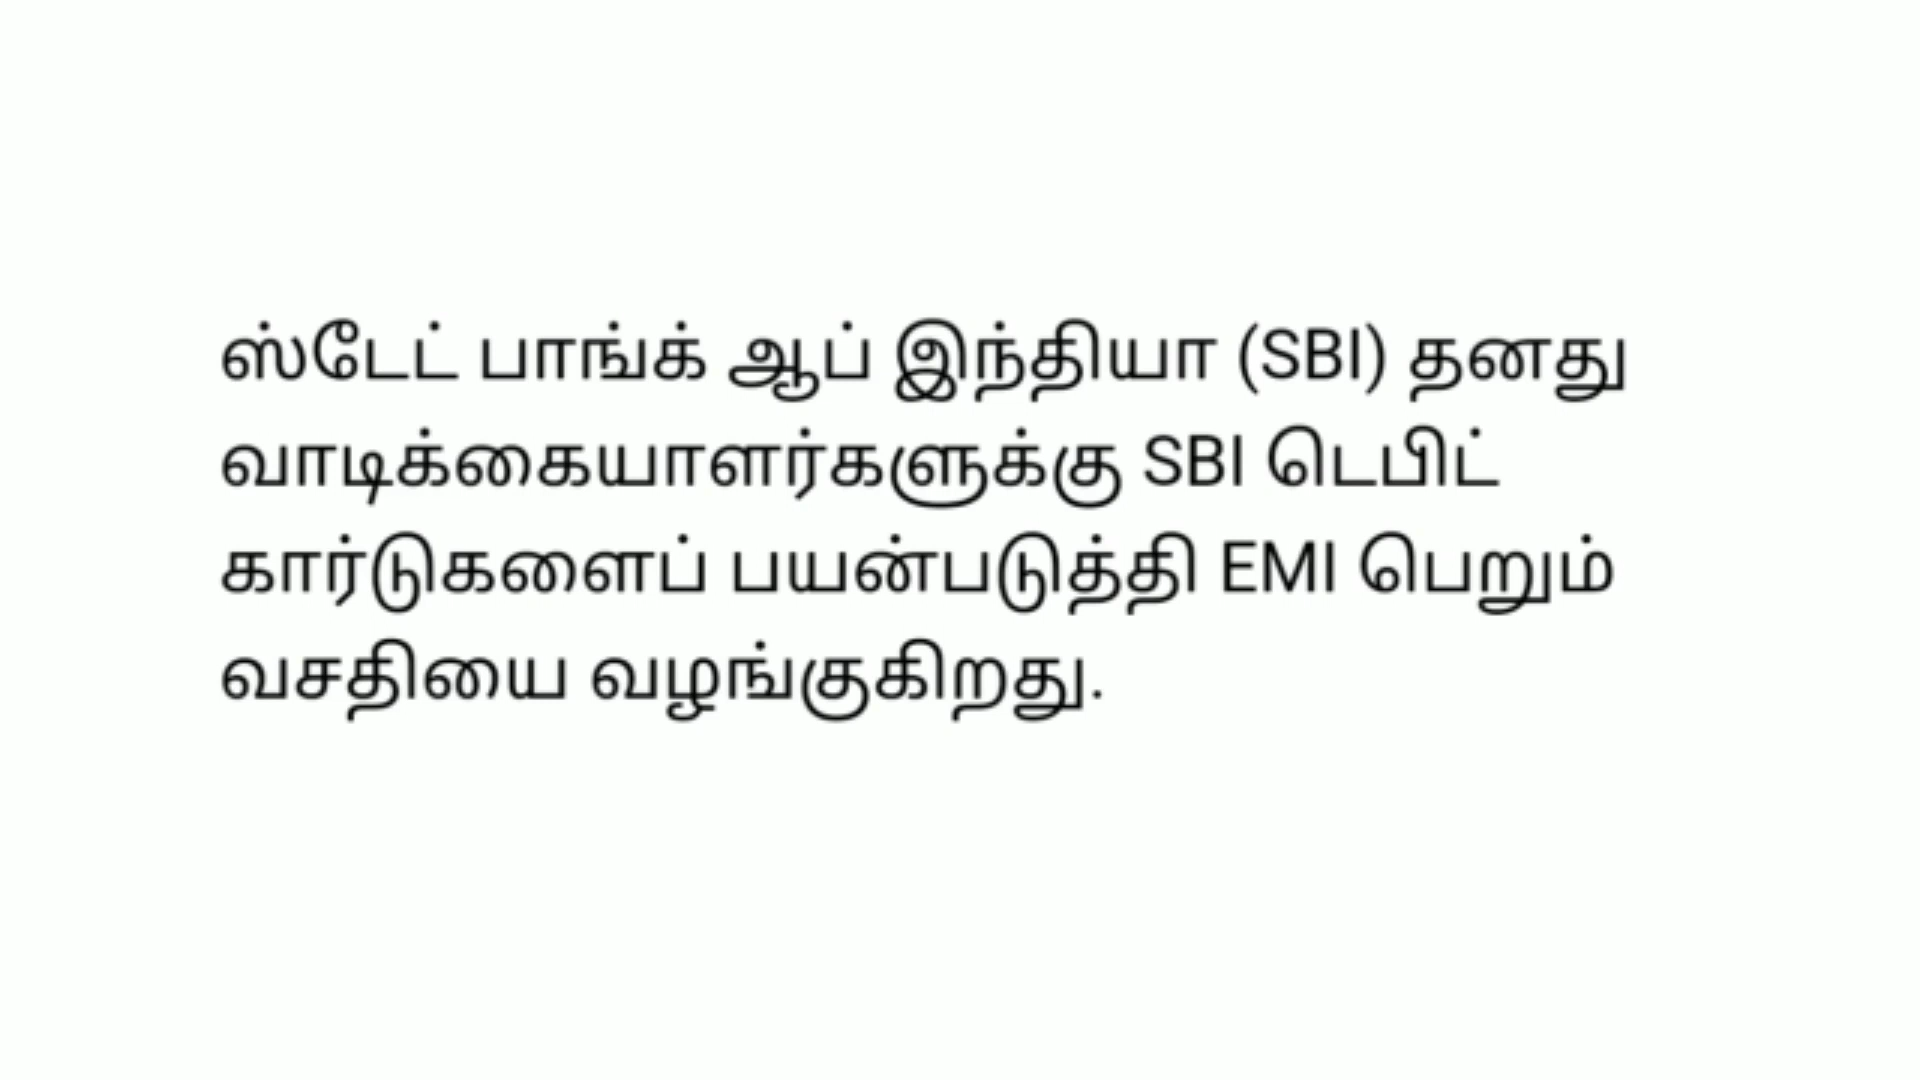 ஸ்டேட் பாங்க் ஆப் இந்தியா (SBI) தனது
வாடிக்கையாளர்களுக்கு SBI டெபிட்
கார்டுகளைப் பயன்படுத்தி EMI பெறும்
வசதியை வழங்குகிறது.